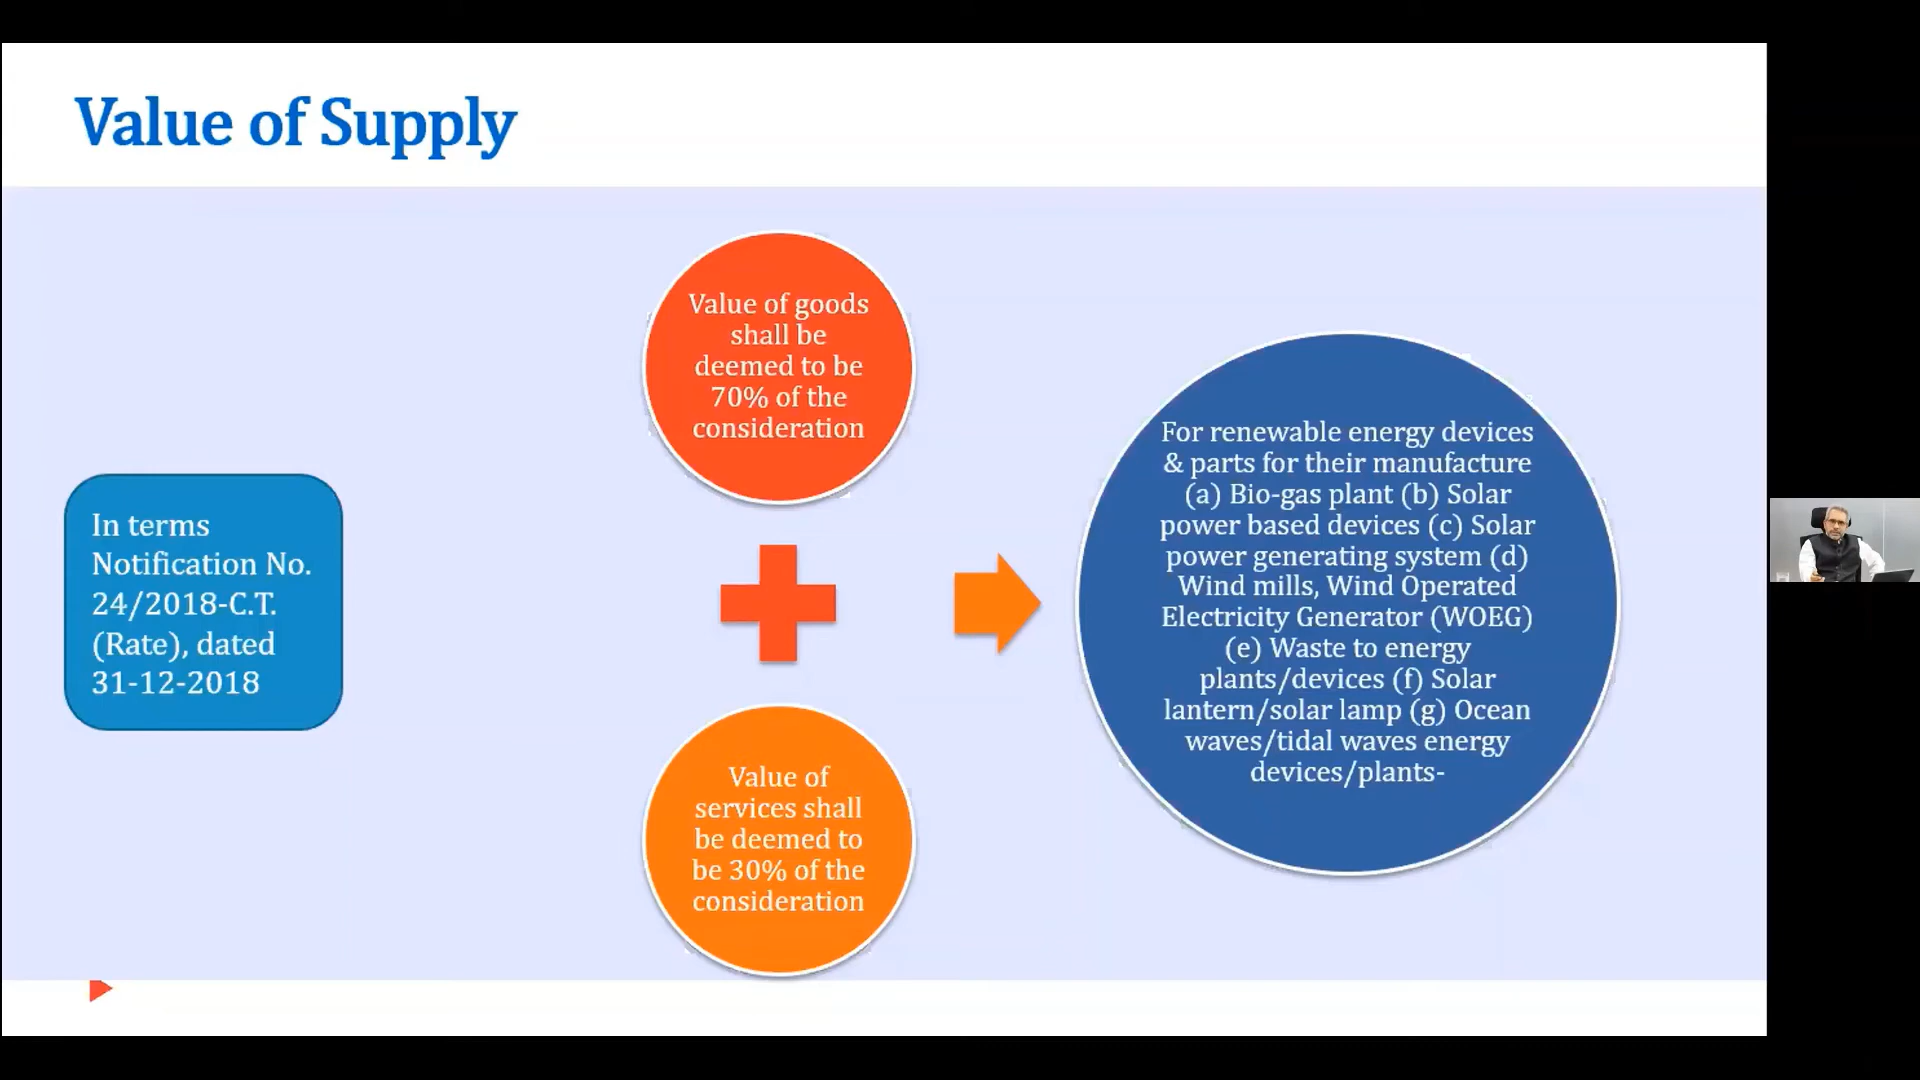 Value of Supply
In terms
Notification No.
24/2018-C.T.
(Rate), dated
31-12-2018
Value of goods
shall be
deemed to be
70% of the
consideration
Value of
services shall
be deemed to
be 30% of the
consideration
For renewable energy devices
& parts for their manufacture
(a) Bio-gas plant (b) Solar
power based devices (c) Solar
power generating system (d)
Wind mills, Wind Operated
Electricity Generator (WOEG)
(e) Waste to energy
plants/devices (f) Solar
lantern/solar lamp (g) Ocean
waves/tidal waves energy
devices/plants-